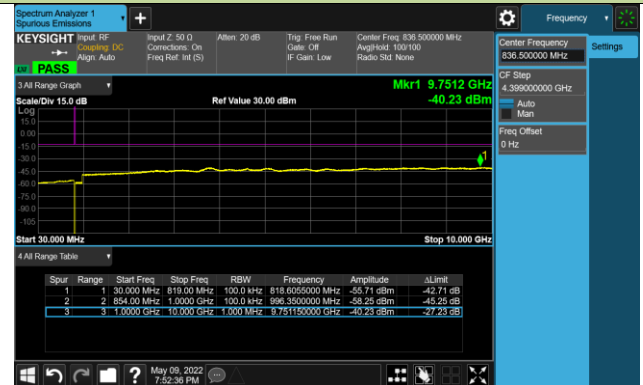 Spectrum Analyzer 1
Spurious Emissions
Frequency
KEYSIGHT Input: RF Input Z: 50 Ω Atten: 20 dB Trig: Free Run Center Freq: 836.500000 MHz
Coupling: DC Corrections: On Gate: Off Avg|Hold: 100/100
Align: Auto Freq Ref: Int (S) IF Gain: Low Radio Std: None
PASS
Center Frequency
836.500000 MHz
Settings
CF Step
4.399000000 GHz
Auto
Man
Freq Offset
0 Hz
3 All Range Graph
Mkr1 9.7512 GHz
Scale/Div 15.0 dB Ref Value 30.00 dBm -40.23 dBm
Log
15.0
0.00
-15.0
-30.0
-45.0
-60.0
-75.0
-90.0
-105
1
Start 30.000 MHz Stop 10.000 GHz
4 All Range Table
Spur Range Start Freq Stop Freq RBW Frequency Amplitude ΔLimit
1 1 30.000 MHz 819.00 MHz 100.0 kHz 818.6055000 MHz -55.71 dBm -42.71 dB
2 2 854.00 MHz 1.0000 GHz 100.0 kHz 996.3500000 MHz -58.25 dBm -45.25 dB
3 3 1.0000 GHz 10.000 GHz 1.000 MHz 9.751150000 GHz -40.23 dBm -27.23 dB
May 09, 2022
7:52:36 PM